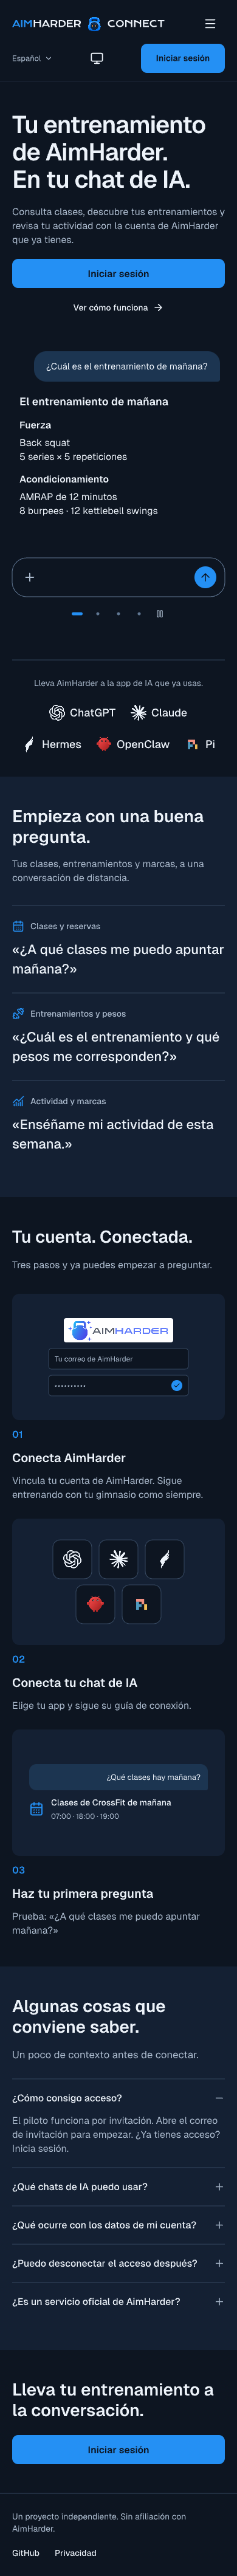 AIMHARDER CONNECT
Español
Iniciar sesión
Tu entrenamiento
de AimHarder.
En tu chat de IA.
Consulta clases, descubre tus entrenamientos y
revisa tu actividad con la cuenta de AimHarder
que ya tienes.
Iniciar sesión
Ver cómo funciona →
¿Cuál es el entrenamiento de mañana?
El entrenamiento de mañana
Fuerza
Back squat
5 series × 5 repeticiones
Acondicionamiento
AMRAP de 12 minutos
8 burpees · 12 kettlebell swings
Lleva AimHarder a la app de IA que ya usas.
ChatGPT Claude
Hermes OpenClaw Pi
Empieza con una buena
pregunta.
Tus clases, entrenamientos y marcas, a una
conversación de distancia.
Clases y reservas
«¿A qué clases me puedo apuntar
mañana?»
Entrenamientos y pesos
«¿Cuál es el entrenamiento y qué
pesos me corresponden?»
Actividad y marcas
«Enséñame mi actividad de esta
semana.»
Tu cuenta. Conectada.
Tres pasos y ya puedes empezar a preguntar.
AIMHARDER
Tu correo de AimHarder
••••••••••
01
Conecta AimHarder
Vincula tu cuenta de AimHarder. Sigue
entrenando con tu gimnasio como siempre.
02
Conecta tu chat de IA
Elige tu app y sigue su guía de conexión.
¿Qué clases hay mañana?
Clases de CrossFit de mañana
07:00 · 18:00 · 19:00
03
Haz tu primera pregunta
Prueba: «¿A qué clases me puedo apuntar
mañana?»
Algunas cosas que
conviene saber.
Un poco de contexto antes de conectar.
¿Cómo consigo acceso?
El piloto funciona por invitación. Abre el correo
de invitación para empezar. ¿Ya tienes acceso?
Inicia sesión.
¿Qué chats de IA puedo usar?
¿Qué ocurre con los datos de mi cuenta?
¿Puedo desconectar el acceso después?
¿Es un servicio oficial de AimHarder?
Lleva tu entrenamiento a
la conversación.
Iniciar sesión
Un proyecto independiente. Sin afiliación con
AimHarder.
GitHub Privacidad